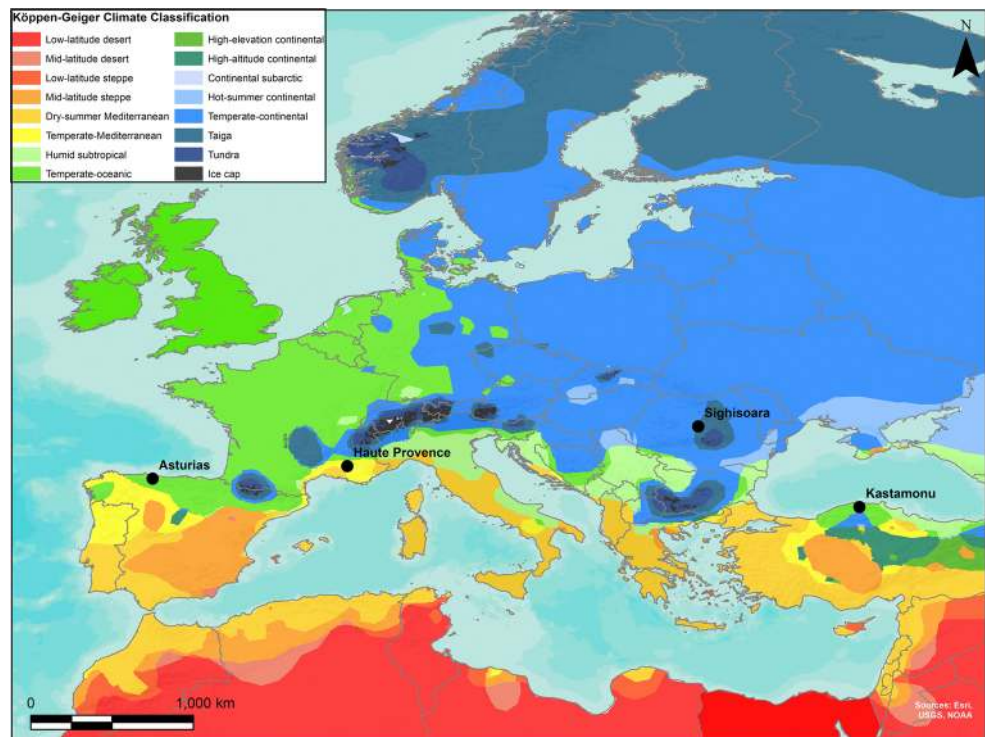 Köppen-Geiger Climate Classification
Low-latitude desert
Mid-latitude desert
Low-latitude steppe
Mid-latitude steppe
Dry-summer Mediterranean
Temperate-Mediterranean
Humid subtropical
Temperate-oceanic
High-elevation continental
High-altitude continental
Continental subarctic
Hot-summer continental
Temperate-continental
Taiga
Tundra
Ice cap
N
Sighisoara
Haute Provence
Asturias
Kastamonu
0 1,000 km
Sources: Esri,
USGS, NOAA